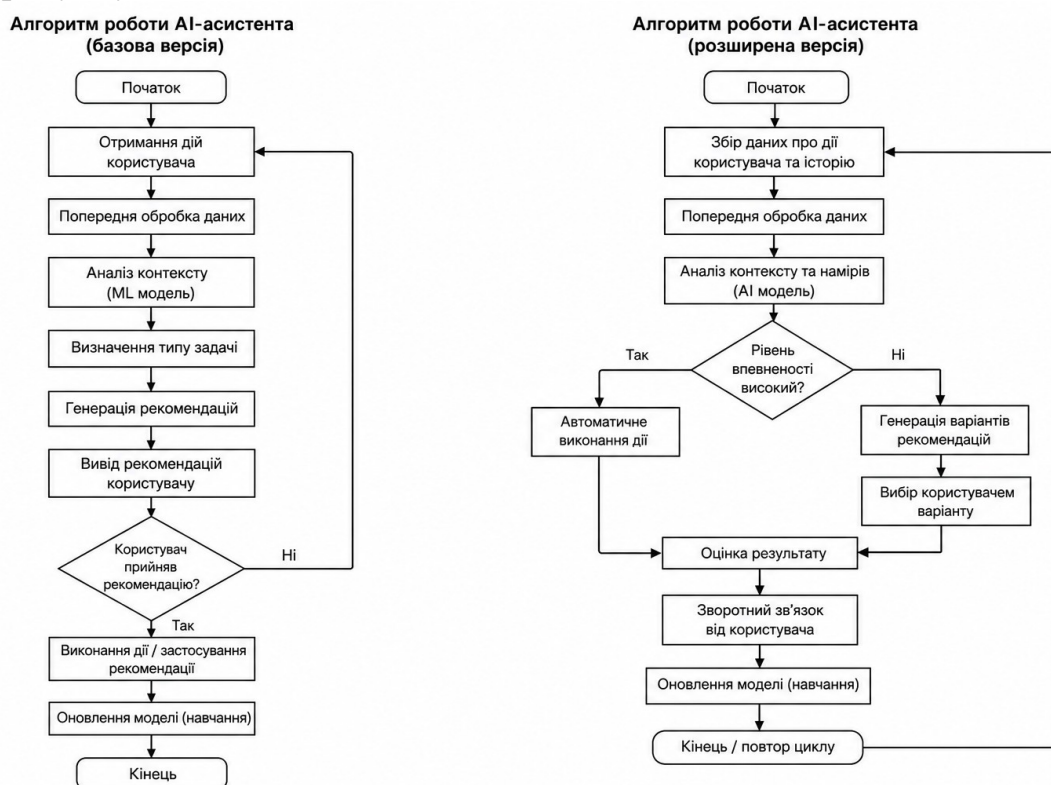 Алгоритм роботи AI-асистента
(базова версія)
Початок
Отримання дій
користувача
Попередня обробка даних
Аналіз контексту
(ML модель)
Визначення типу задачі
Генерація рекомендацій
Вивід рекомендацій
користувачу
Користувач
прийняв
рекомендацію?
Ні
Так
Виконання дії / застосування
рекомендації
Оновлення моделі (навчання)
Кінець
Алгоритм роботи AI-асистента
(розширена версія)
Початок
Збір даних про дії
користувача та історію
Попередня обробка даних
Аналіз контексту та намірів
(AI модель)
Рівень
впевненості
високий?
Так
Ні
Автоматичне
виконання дії
Генерація варіантів
рекомендацій
Вибір користувачем
варіанту
Оцінка результату
Зворотний зв'язок
від користувача
Оновлення моделі (навчання)
Кінець / повтор циклу